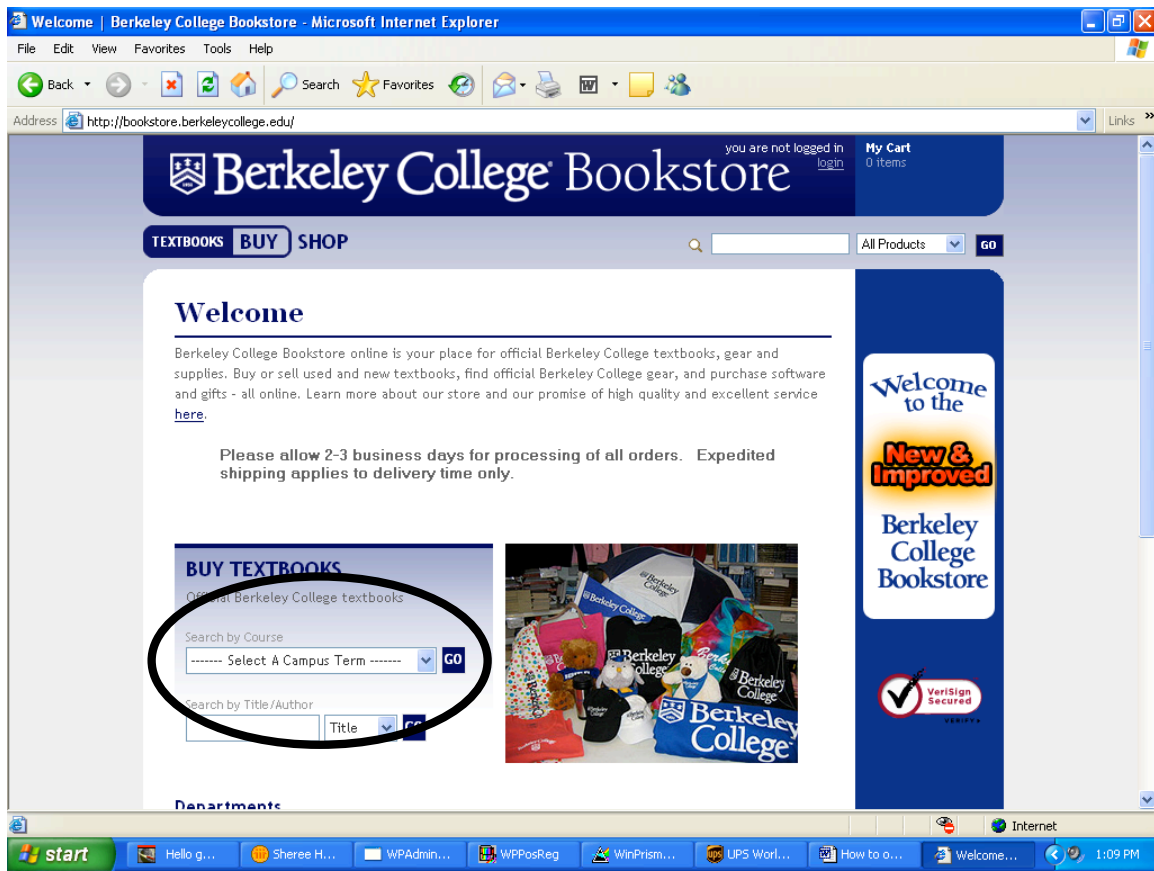 Welcome | Berkeley College Bookstore - Microsoft Internet Explorer
File Edit View Favorites Tools Help
Back Search Favorites
Address http://bookstore.berkeleycollege.edu/ Links »
Berkeley College Bookstore
you are not logged in
login
My Cart
0 items
TEXTBOOKS BUY SHOP
All Products GO
Welcome
Berkeley College Bookstore online is your place for official Berkeley College textbooks, gear and
supplies. Buy or sell used and new textbooks, find official Berkeley College gear, and purchase software
and gifts - all online. Learn more about our store and our promise of high quality and excellent service
here.
Please allow 2-3 business days for processing of all orders. Expedited
shipping applies to delivery time only.
Welcome
to the
New &
Improved
Berkeley
College
Bookstore
BUY TEXTBOOKS
Official Berkeley College textbooks
Search by Course
------- Select A Campus Term ------- GO
Search by Title/Author
Title GO
Berkeley
College
Berkeley College
Berkeley
College
Berkeley
College
Berkeley
College
VeriSign
Secured
VERIFY
Departments
Internet
start Hello g... Sheree H... WPAdmin... WPPosReg WinPrism... UPS Worl... How to o... Welcome... 1:09 PM